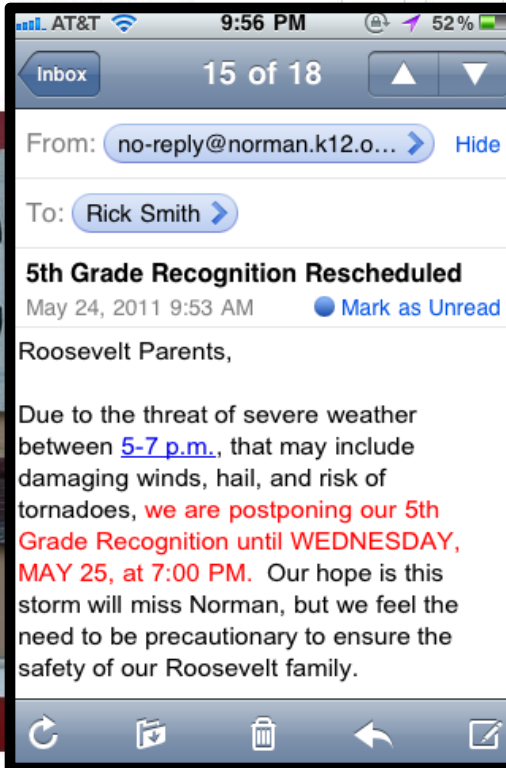 AT&T 9:56 PM 52%
Inbox 15 of 18
From: no-reply@norman.k12.o... Hide
To: Rick Smith
5th Grade Recognition Rescheduled
May 24, 2011 9:53 AM Mark as Unread
Roosevelt Parents,
Due to the threat of severe weather
between 5-7 p.m., that may include
damaging winds, hail, and risk of
tornadoes, we are postponing our 5th
Grade Recognition until WEDNESDAY,
MAY 25, at 7:00 PM. Our hope is this
storm will miss Norman, but we feel the
need to be precautionary to ensure the
safety of our Roosevelt family.